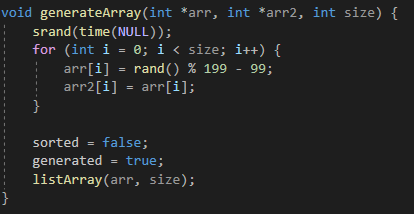 void generateArray(int *arr, int *arr2, int size) {
    srand(time(NULL));
    for (int i = 0; i < size; i++) {
        arr[i] = rand() % 199 - 99;
        arr2[i] = arr[i];
    }

    sorted = false;
    generated = true;
    listArray(arr, size);
}